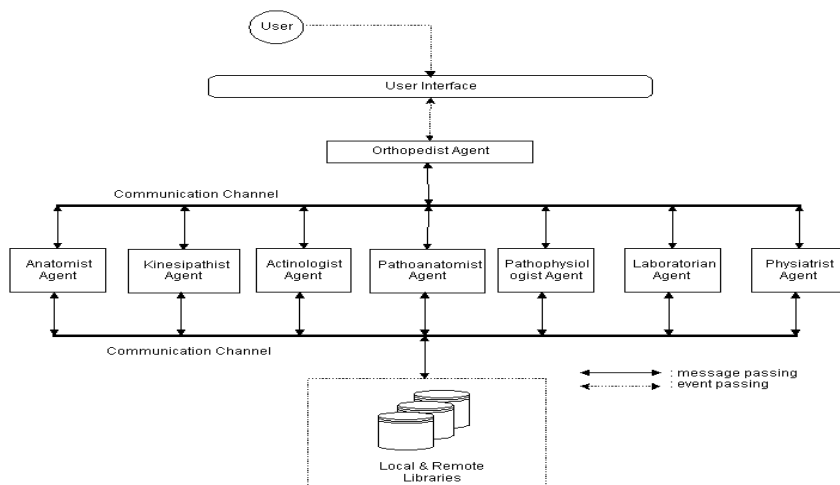 User
User Interface
Orthopedist Agent
Communication Channel
Anatomist
Agent
Kinesipathist
Agent
Actinologist
Agent
Pathoanatomist
Agent
Pathophysiol
ogist Agent
Laboratorian
Agent
Physiatrist
Agent
Communication Channel
: message passing
: event passing
Local & Remote
Libraries